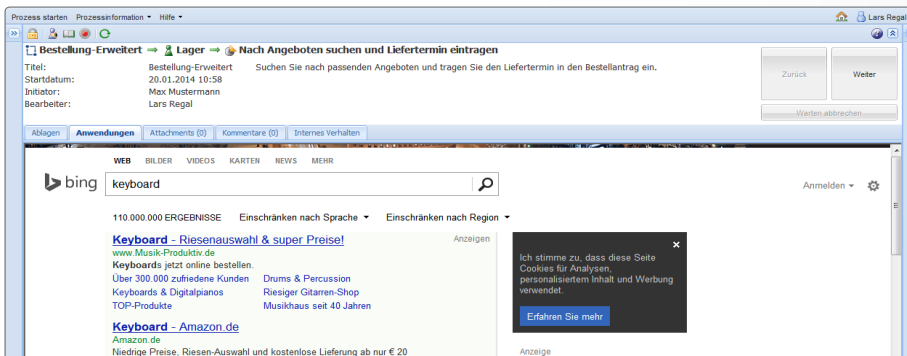 Prozess starten Prozessinformation Hilfe Lars Regal
Bestellung-Erweitert Lager Nach Angeboten suchen und Liefertermin eintragen
Titel: Bestellung-Erweitert Suchen Sie nach passenden Angeboten und tragen Sie den Liefertermin in den Bestellantrag ein.
Startdatum: 20.01.2014 10:58
Initiator: Max Mustermann
Bearbeiter: Lars Regal
Zurück Weiter
Warten abbrechen
Ablagen Anwendungen Attachments (0) Kommentare (0) Internes Verhalten
WEB BILDER VIDEOS KARTEN NEWS MEHR
bing keyboard Anmelden
110.000.000 ERGEBNISSE Einschränken nach Sprache Einschränken nach Region
Keyboard - Riesenauswahl & super Preise! Anzeigen
www.Musik-Produktiv.de
Keyboards jetzt online bestellen.
Über 300.000 zufriedene Kunden Drums & Percussion
Keyboards & Digitalpianos Riesiger Gitarren-Shop
TOP-Produkte Musikhaus seit 40 Jahren
Keyboard - Amazon.de
Amazon.de
Niedrige Preise, Riesen-Auswahl und kostenlose Lieferung ab nur € 20
Ich stimme zu, dass diese Seite
Cookies für Analysen,
personalisiertem Inhalt und Werbung
verwendet.
Erfahren Sie mehr
Anzeige